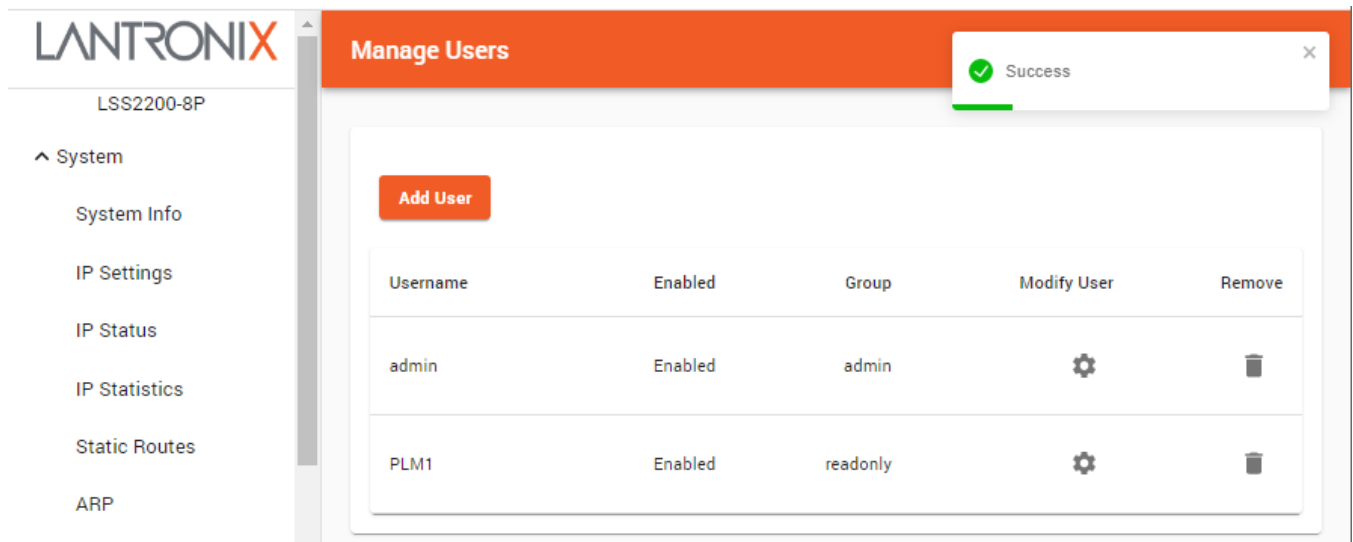 LANTRONIX
LSS2200-8P
System
System Info
IP Settings
IP Status
IP Statistics
Static Routes
ARP
Manage Users
Success
Add User
Username Enabled Group Modify User Remove
admin Enabled admin
PLM1 Enabled readonly